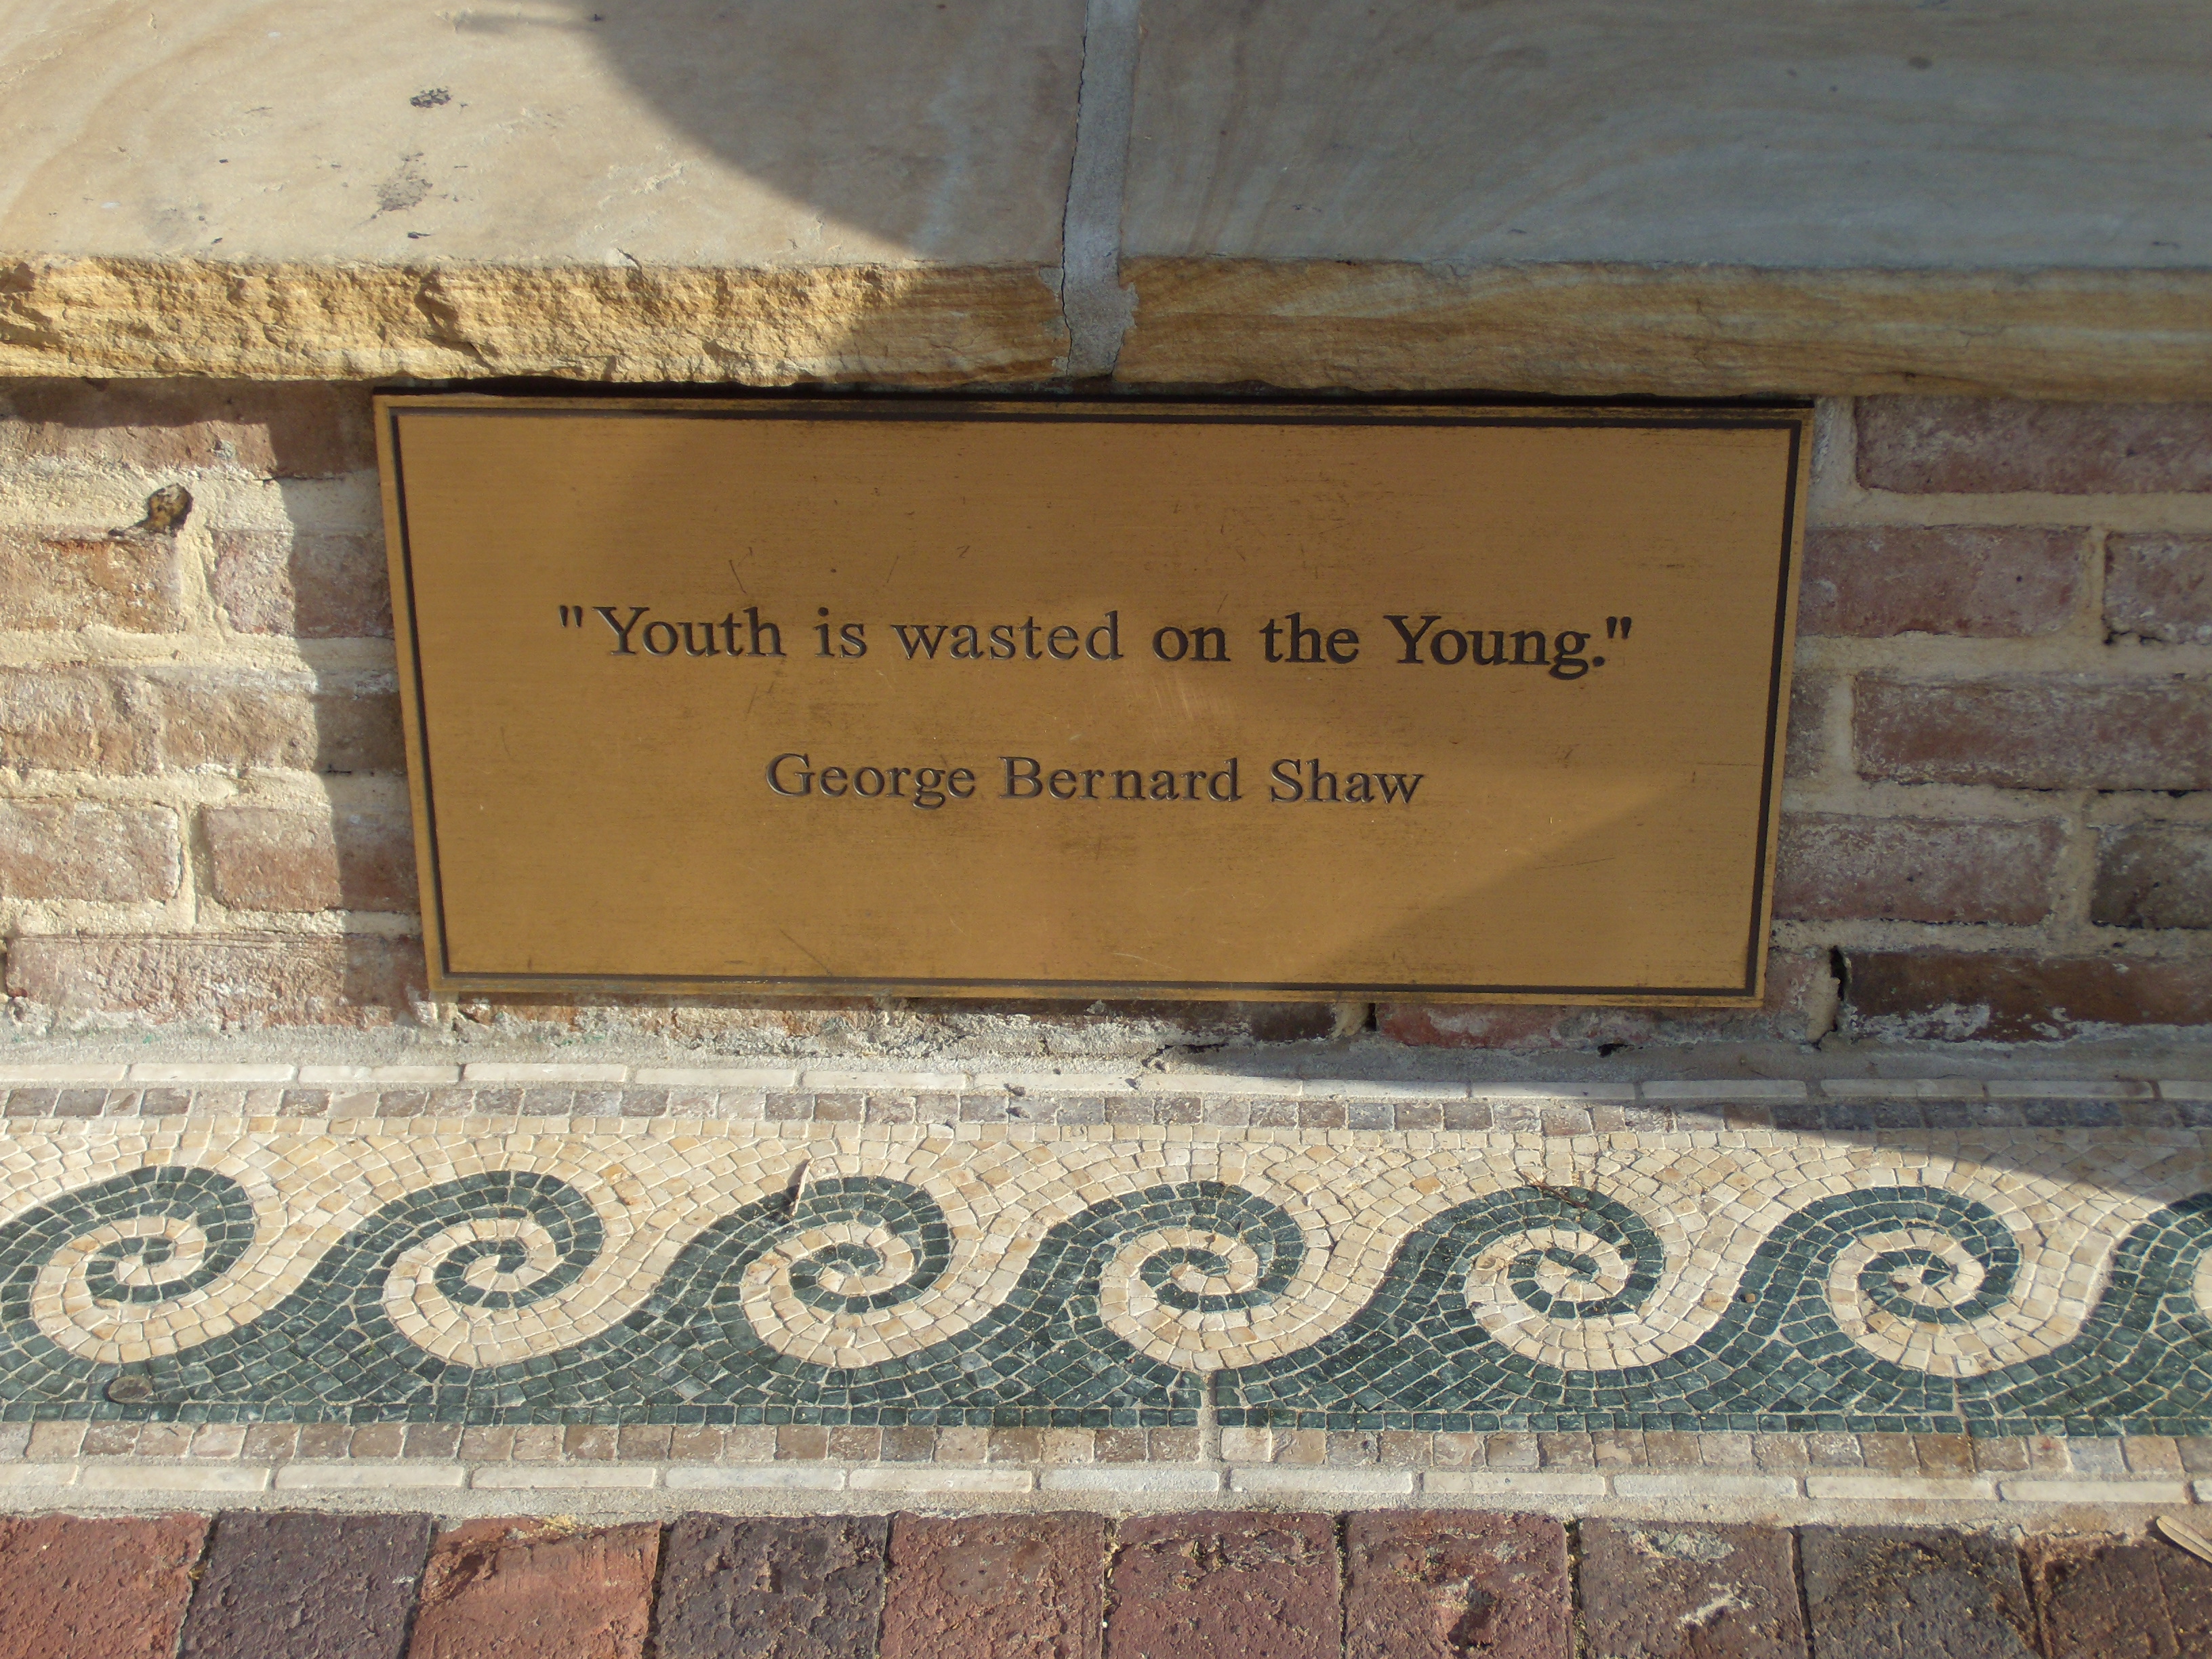 "Youth is wasted on the Young."
George Bernard Shaw